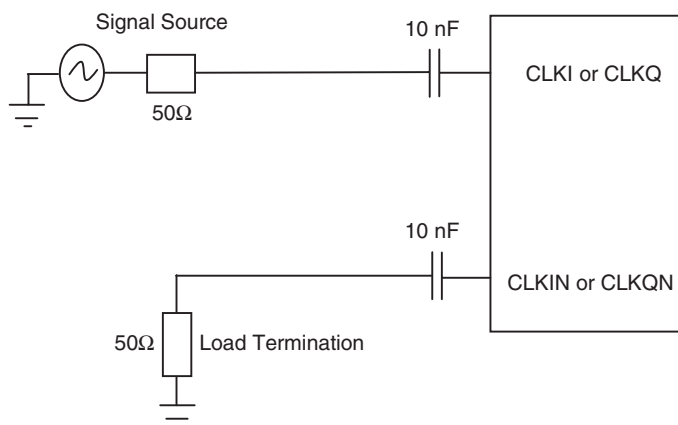 Signal Source
10 nF
CLKI or CLKQ
50Ω
10 nF
CLKIN or CLKQN
50Ω
Load Termination